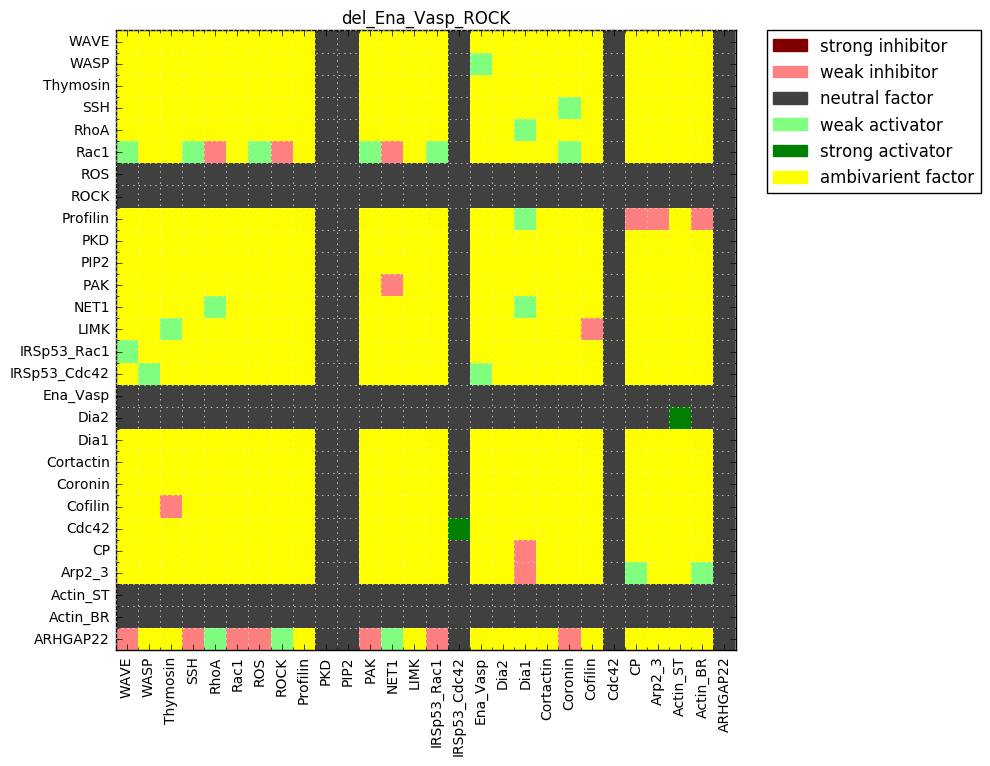 del_Ena_Vasp_ROCK
strong inhibitor
weak inhibitor
neutral factor
weak activator
strong activator
ambivarient factor
WAVE
WASP
Thymosin
SSH
RhoA
Rac1
ROS
ROCK
Profilin
PKD
PIP2
PAK
NET1
LIMK
IRSp53_Rac1
IRSp53_Cdc42
Ena_Vasp
Dia2
Dia1
Cortactin
Coronin
Cofilin
Cdc42
CP
Arp2_3
Actin_ST
Actin_BR
ARHGAP22
WAVE
WASP
Thymosin
SSH
RhoA
Rac1
ROS
ROCK
Profilin
PKD
PIP2
PAK
NET1
LIMK
IRSp53_Rac1
IRSp53_Cdc42
Ena_Vasp
Dia2
Dia1
Cortactin
Coronin
Cofilin
Cdc42
CP
Arp2_3
Actin_ST
Actin_BR
ARHGAP22